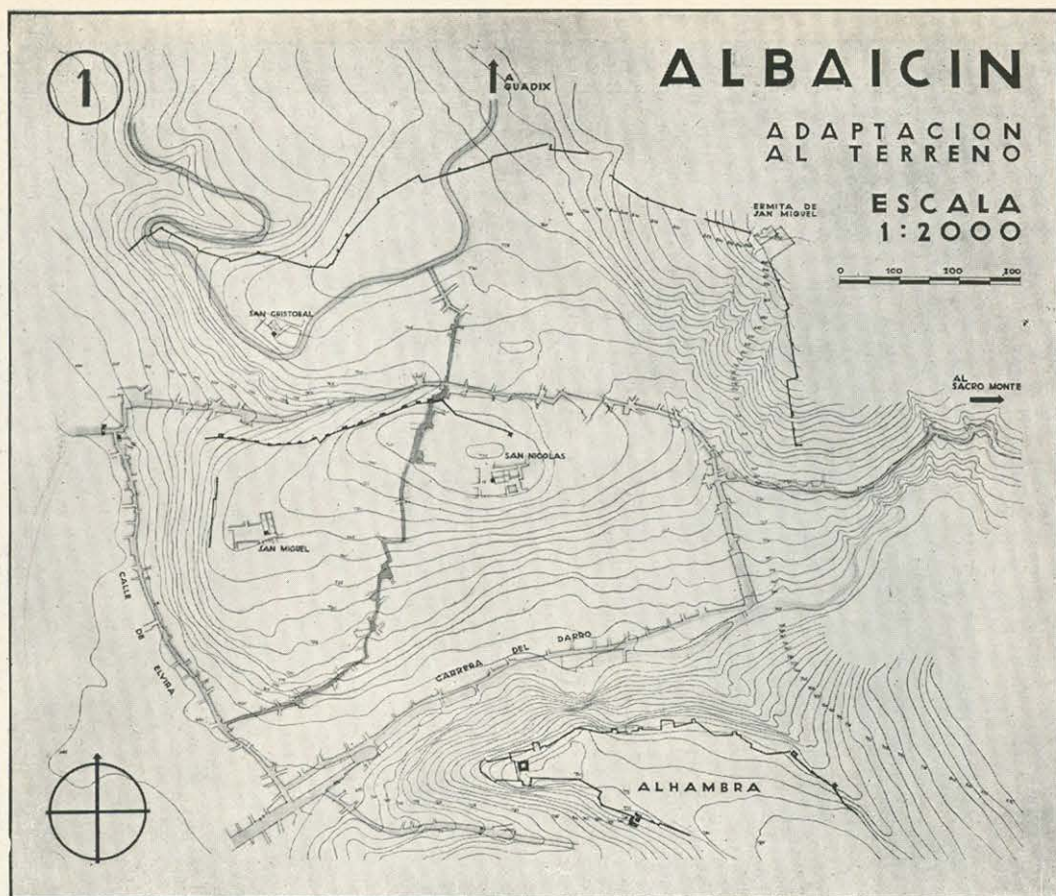 1
A
GUADIX
ALBAICIN
ADAPTACION
AL TERRENO
ERMITA DE
SAN MIGUEL
ESCALA
1:2000
0 100 200 300
SAN CRISTOBAL
AL
SACRO MONTE
SAN NICOLAS
SAN MIGUEL
CALLE DE ELVIRA
CARRERA DEL DARRO
ALHAMBRA